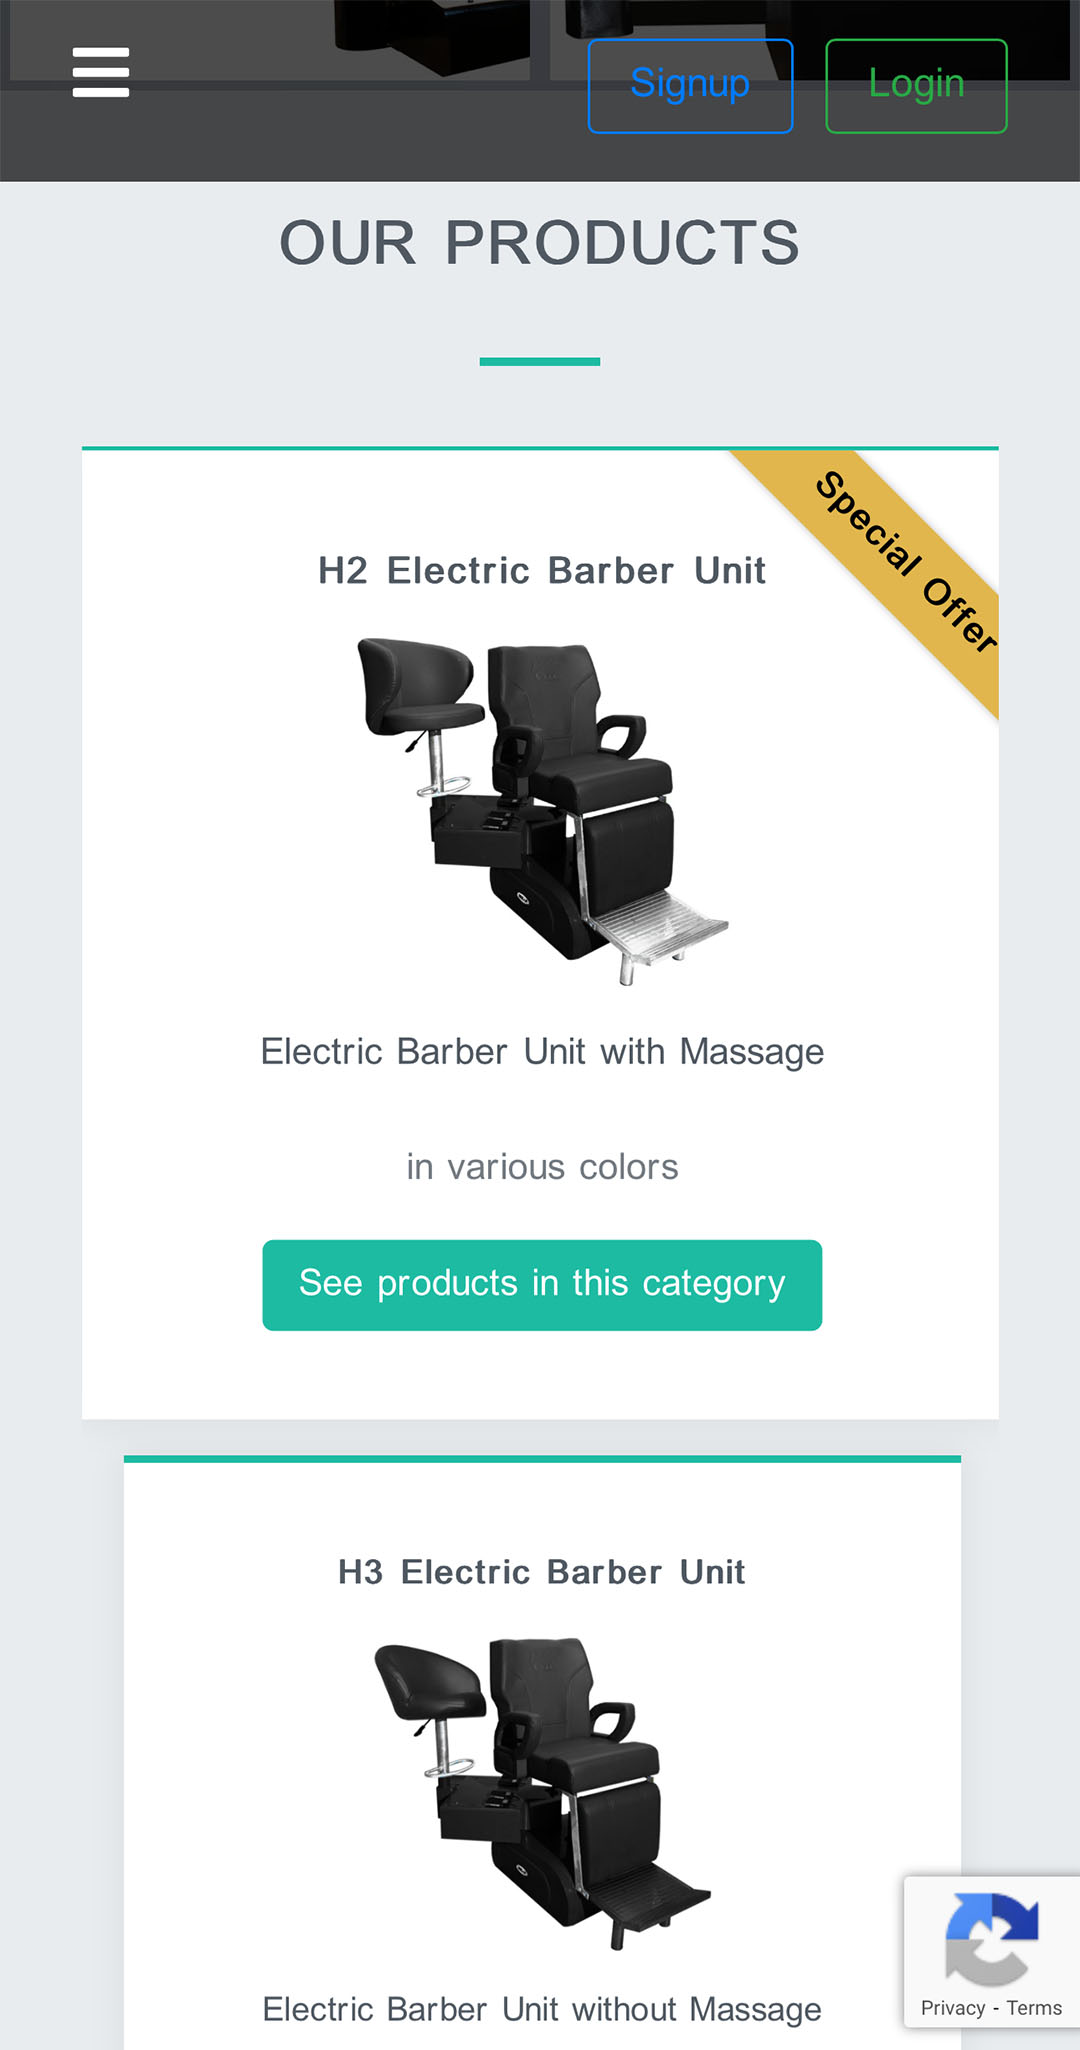 Signup Login
OUR PRODUCTS
Special Offer
H2 Electric Barber Unit
Electric Barber Unit with Massage
in various colors
See products in this category
H3 Electric Barber Unit
Electric Barber Unit without Massage
Privacy - Terms